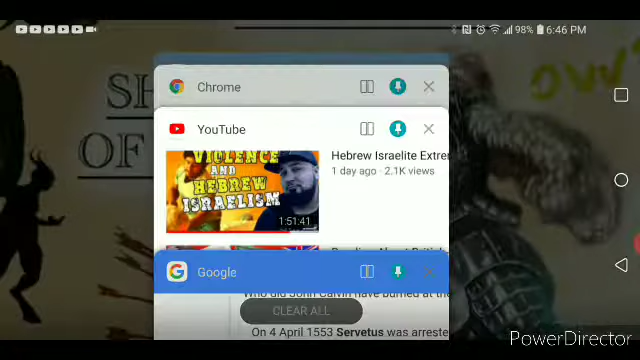 98% 6:46 PM
SH
OF
Chrome
YouTube
VIOLENCE
AND
HEBREW
ISRAELISM
1:51:41
Hebrew Israelite Extrem
1 day ago · 2.1K views
Google
CLEAR ALL
On 4 April 1553 Servetus was arreste
PowerDirector